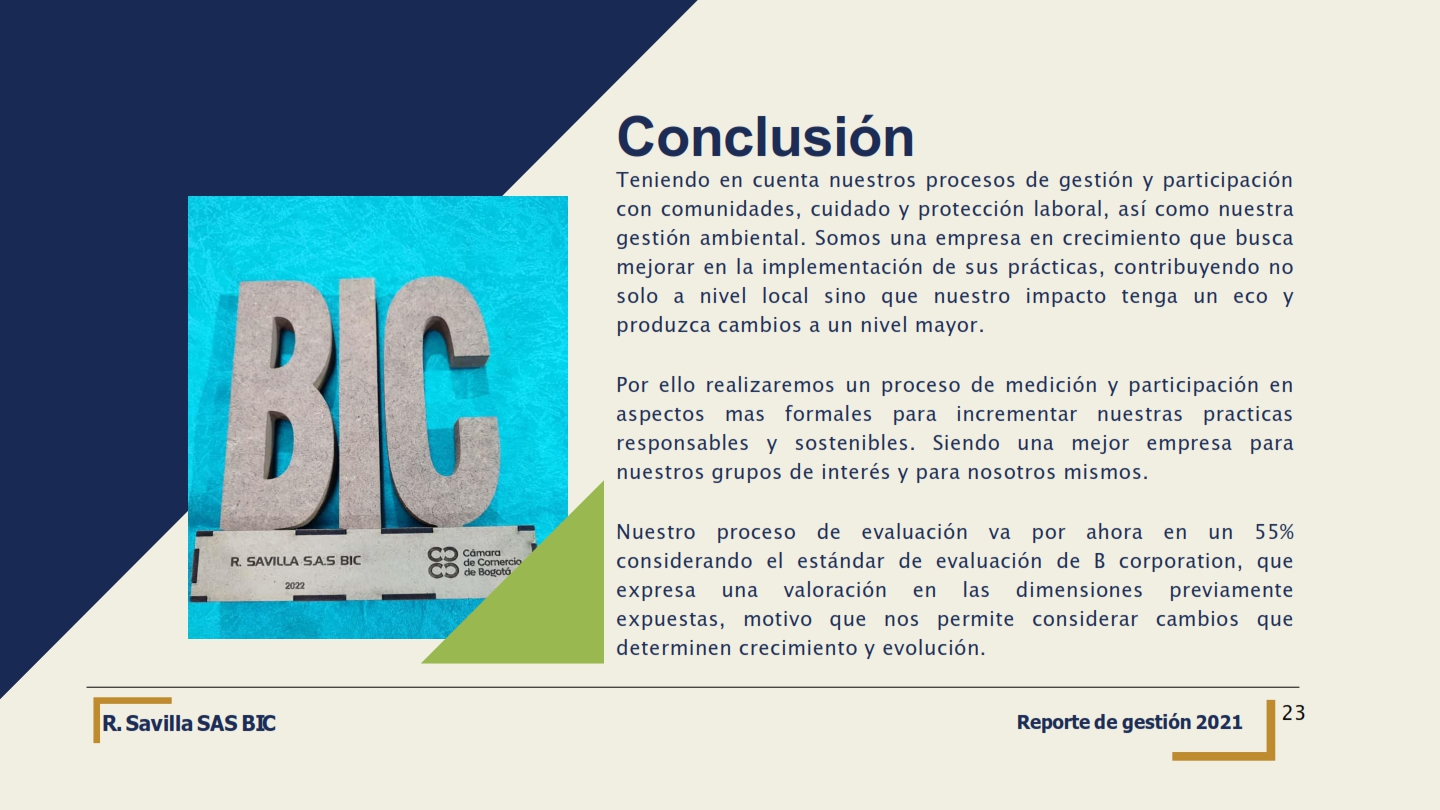 Conclusión
Teniendo en cuenta nuestros procesos de gestión y participación
con comunidades, cuidado y protección laboral, así como nuestra
gestión ambiental. Somos una empresa en crecimiento que busca
mejorar en la implementación de sus prácticas, contribuyendo no
solo a nivel local sino que nuestro impacto tenga un eco y
produzca cambios a un nivel mayor.
Por ello realizaremos un proceso de medición y participación en
aspectos mas formales para incrementar nuestras practicas
responsables y sostenibles. Siendo una mejor empresa para
nuestros grupos de interés y para nosotros mismos.
Nuestro proceso de evaluación va por ahora en un 55%
considerando el estándar de evaluación de B corporation, que
expresa una valoración en las dimensiones previamente
expuestas, motivo que nos permite considerar cambios que
determinen crecimiento y evolución.
BIC
R. SAVILLA S.A.S BIC
2022
Cámara
de Comercio
de Bogotá
R. Savilla SAS BIC
Reporte de gestión 2021
23